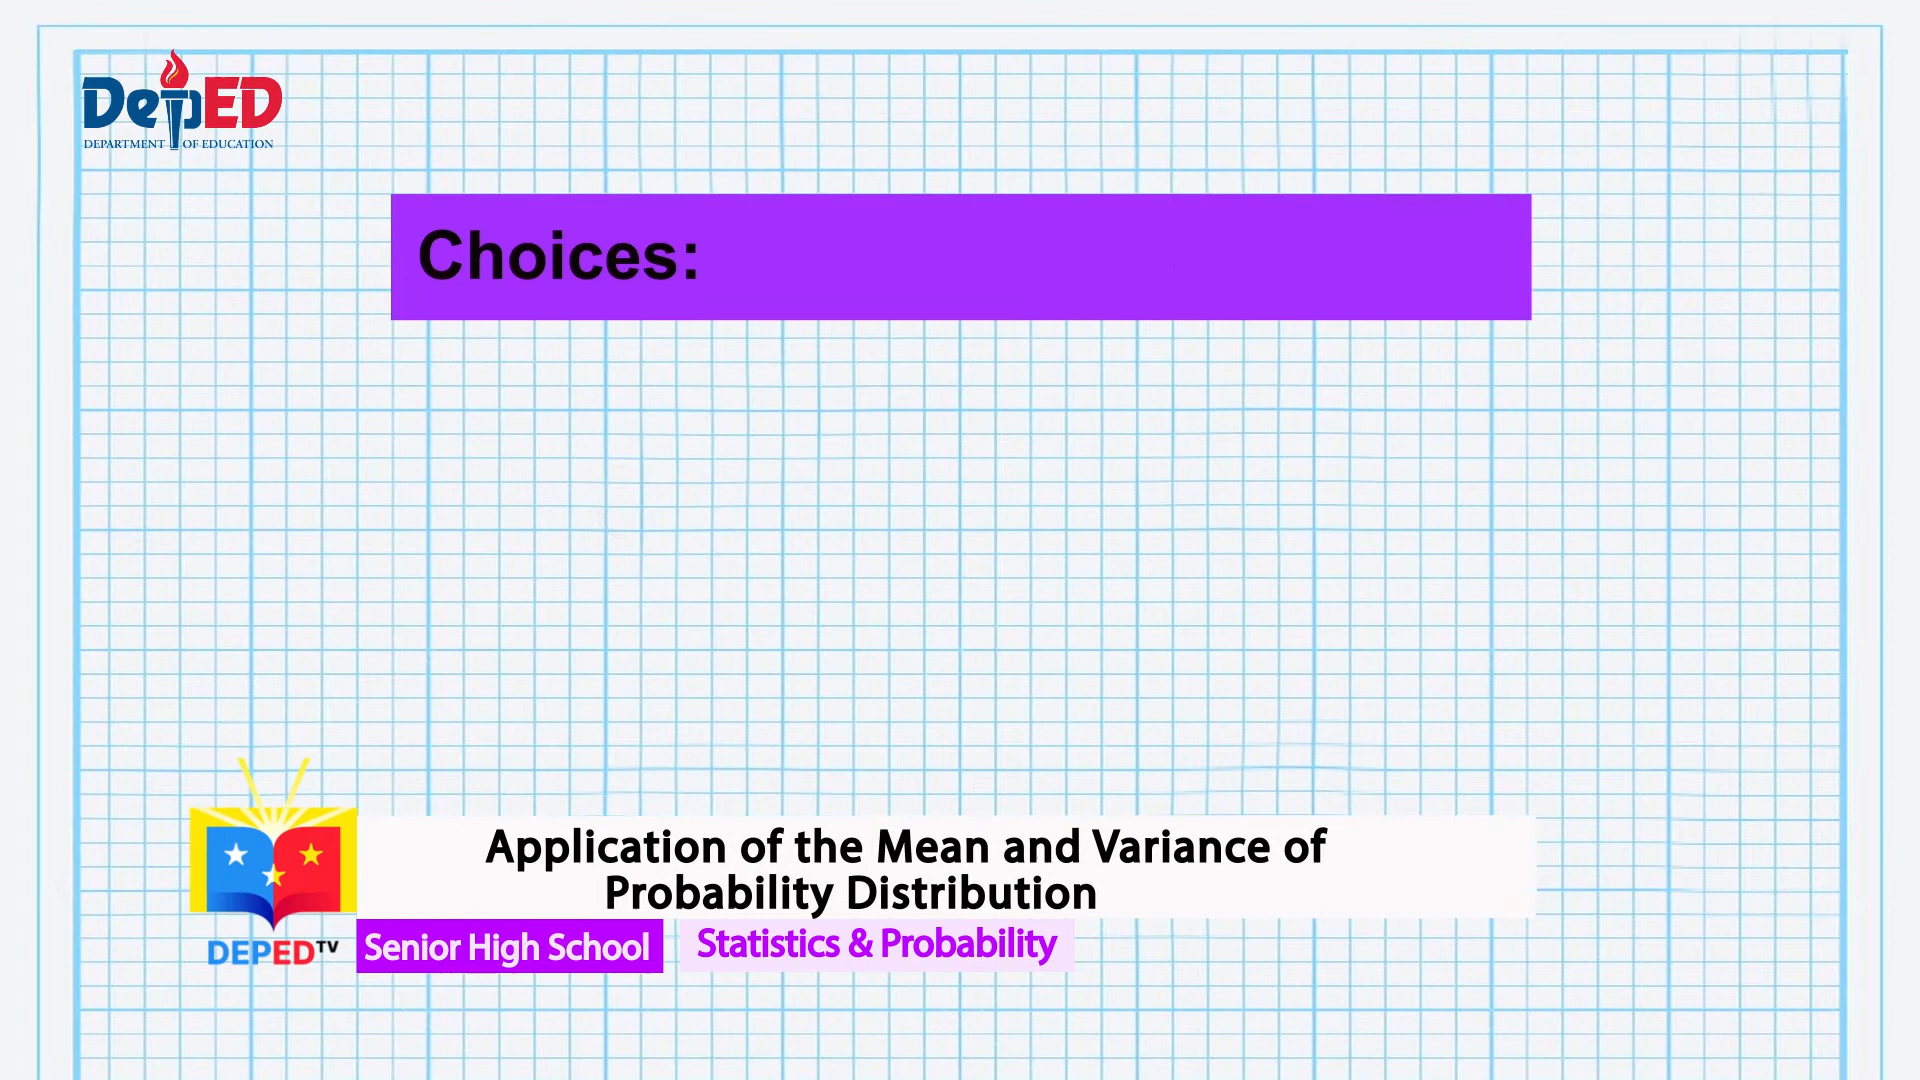 DepED
DEPARTMENT OF EDUCATION
Choices:
Application of the Mean and Variance of
Probability Distribution
DEPED TV
Senior High School
Statistics & Probability